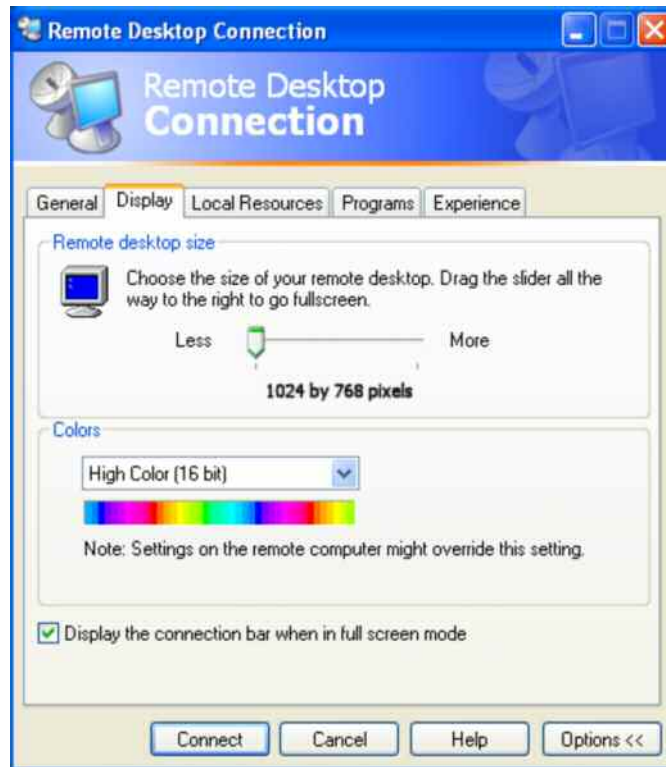 Remote Desktop Connection
Remote Desktop
Connection
General Display Local Resources Programs Experience
Remote desktop size
Choose the size of your remote desktop. Drag the slider all the
way to the right to go fullscreen.
Less More
1024 by 768 pixels
Colors
High Color (16 bit)
Note: Settings on the remote computer might override this setting.
Display the connection bar when in full screen mode
Connect Cancel Help Options <<